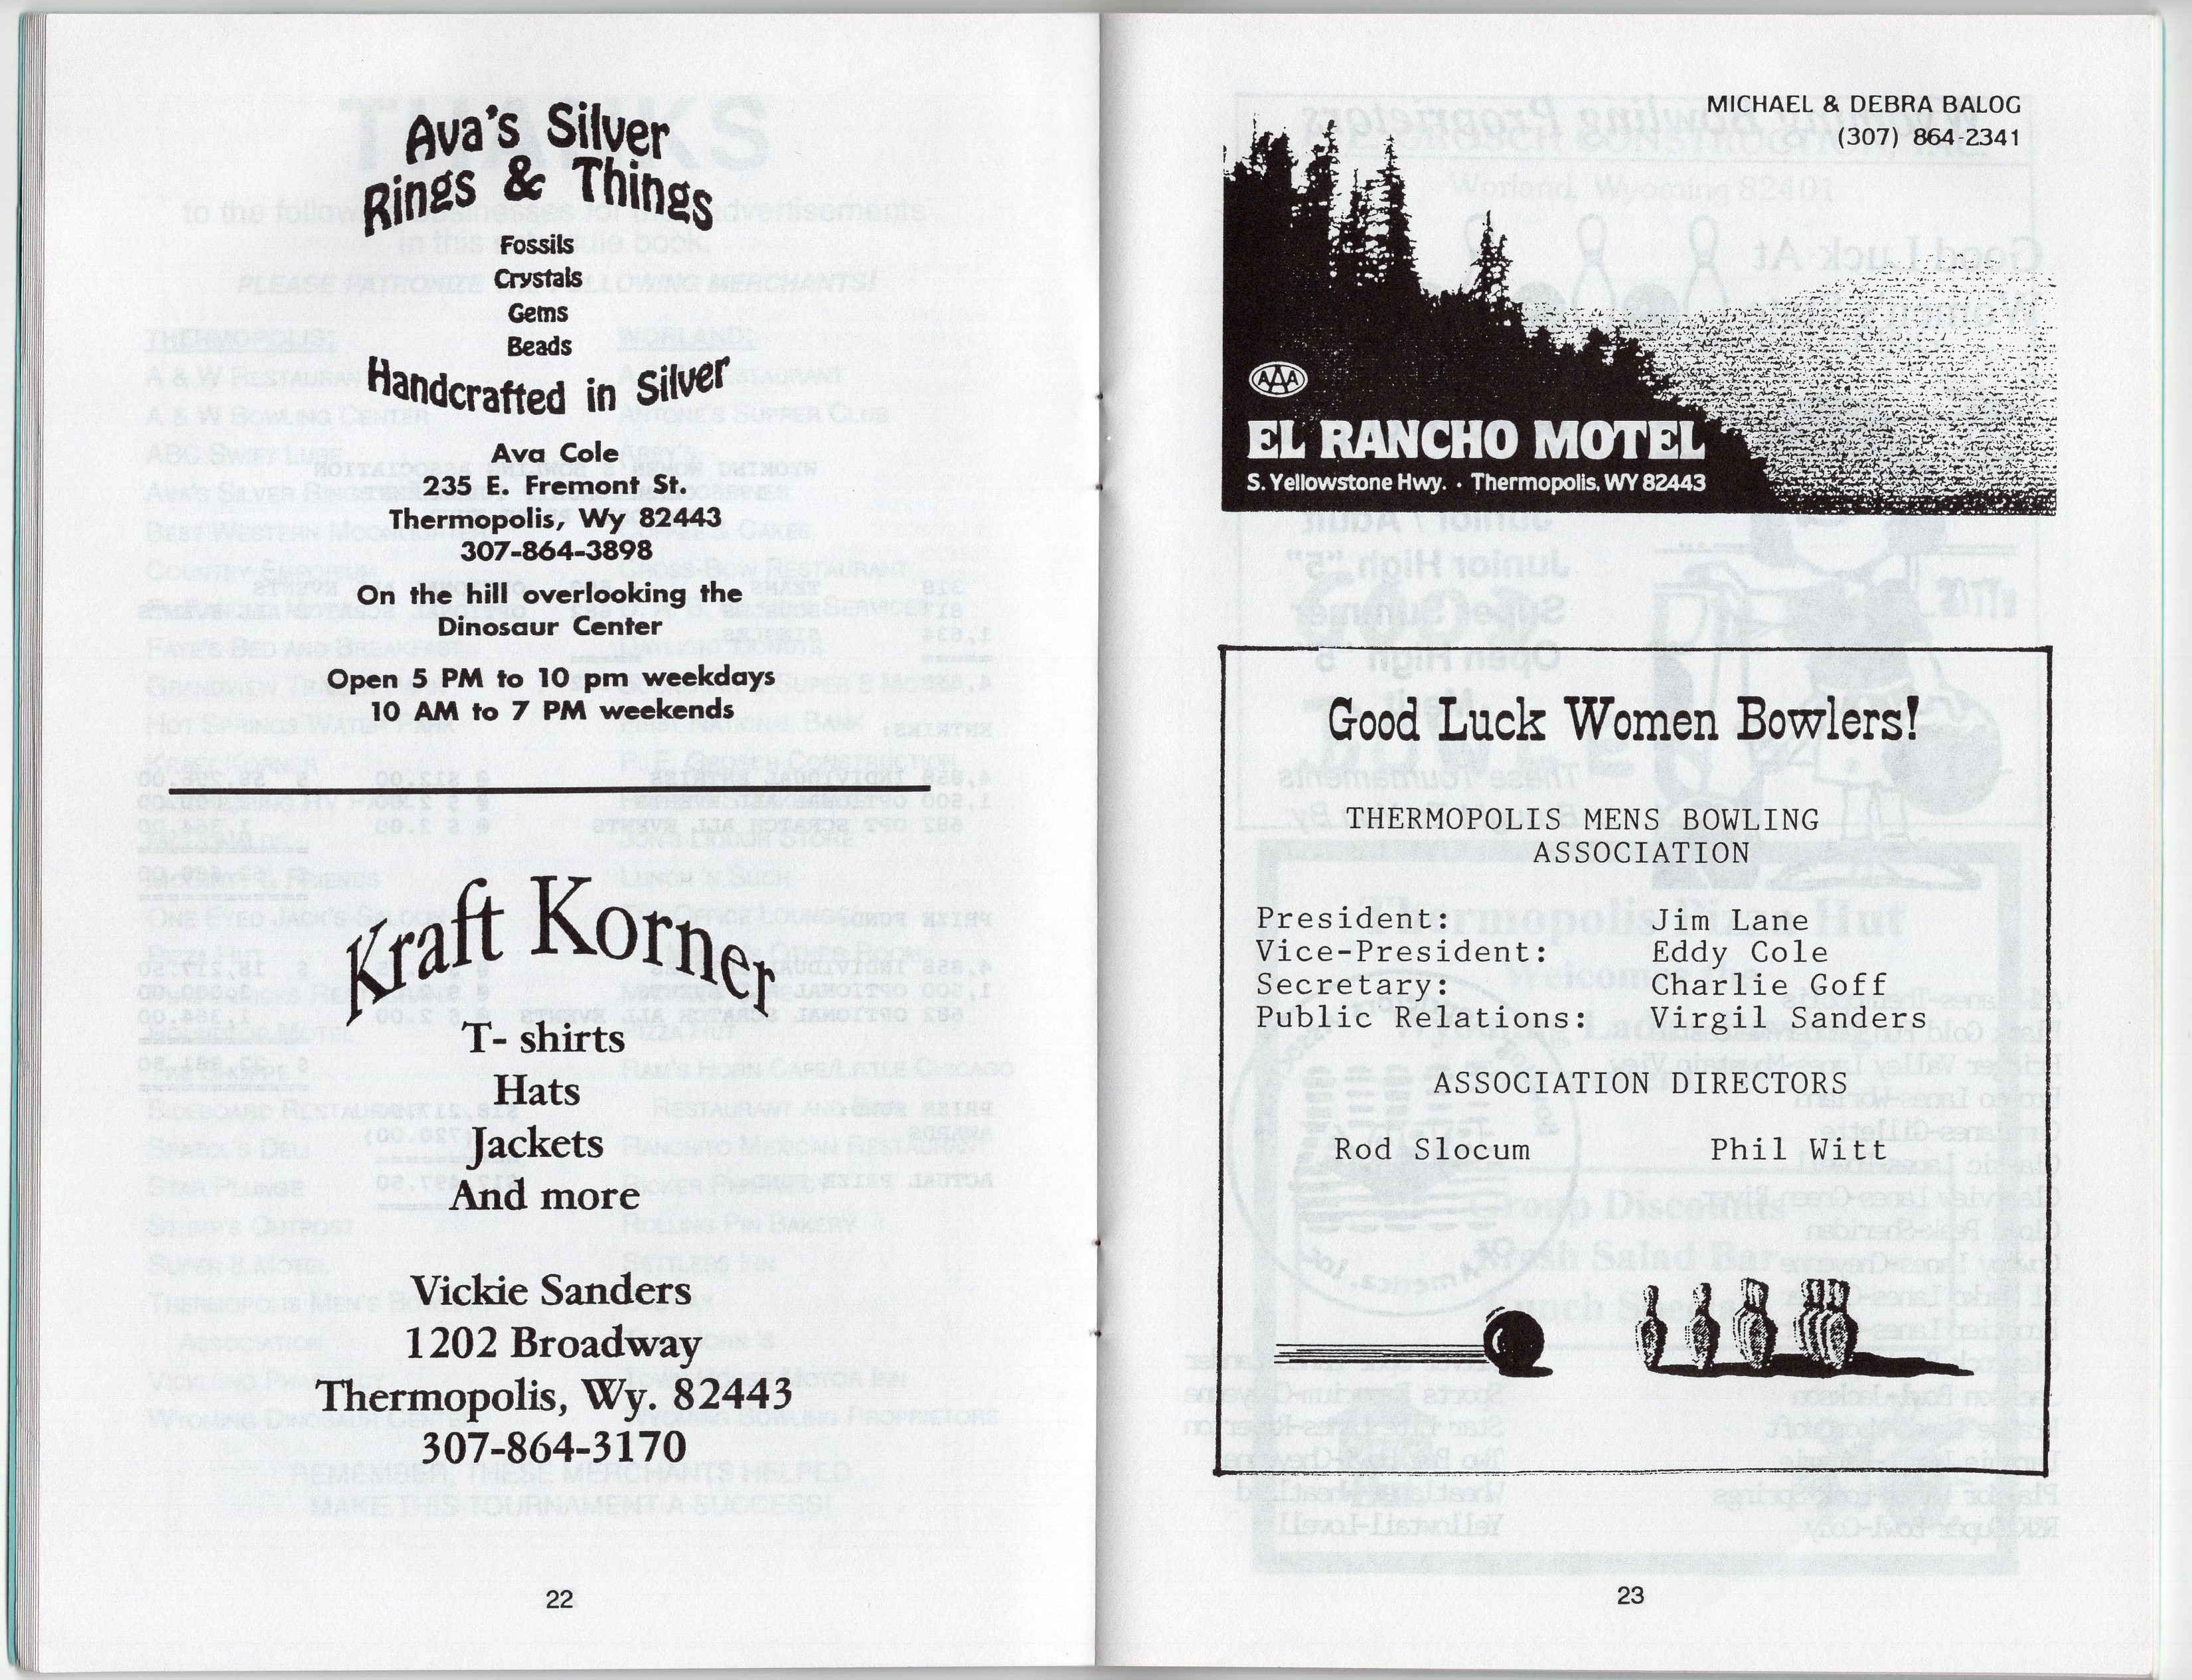 Ava's Silver
Rings & Things
Fossils
Crystals
Gems
Beads
Handcrafted in Silver
Ava Cole
235 E. Fremont St.
Thermopolis, Wy 82443
307-864-3898
On the hill overlooking the
Dinosaur Center
Open 5 PM to 10 pm weekdays
10 AM to 7 PM weekends
Kraft Korner
T- shirts
Hats
Jackets
And more
Vickie Sanders
1202 Broadway
Thermopolis, Wy. 82443
307-864-3170
22
MICHAEL & DEBRA BALOG
(307) 864-2341
AAA
EL RANCHO MOTEL
S. Yellowstone Hwy. · Thermopolis, WY 82443
Good Luck Women Bowlers!
THERMOPOLIS MENS BOWLING
ASSOCIATION
President: Jim Lane
Vice-President: Eddy Cole
Secretary: Charlie Goff
Public Relations: Virgil Sanders
ASSOCIATION DIRECTORS
Rod Slocum Phil Witt
23